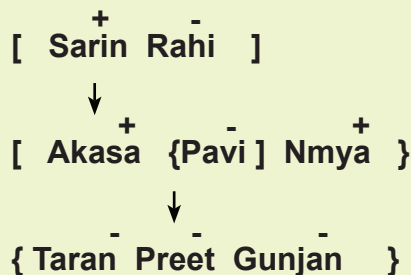 + -
[ Sarin Rahi ]
↓
+ - +
[ Akasa {Pavi ] Nmya }
↓
- - -
{ Taran Preet Gunjan }